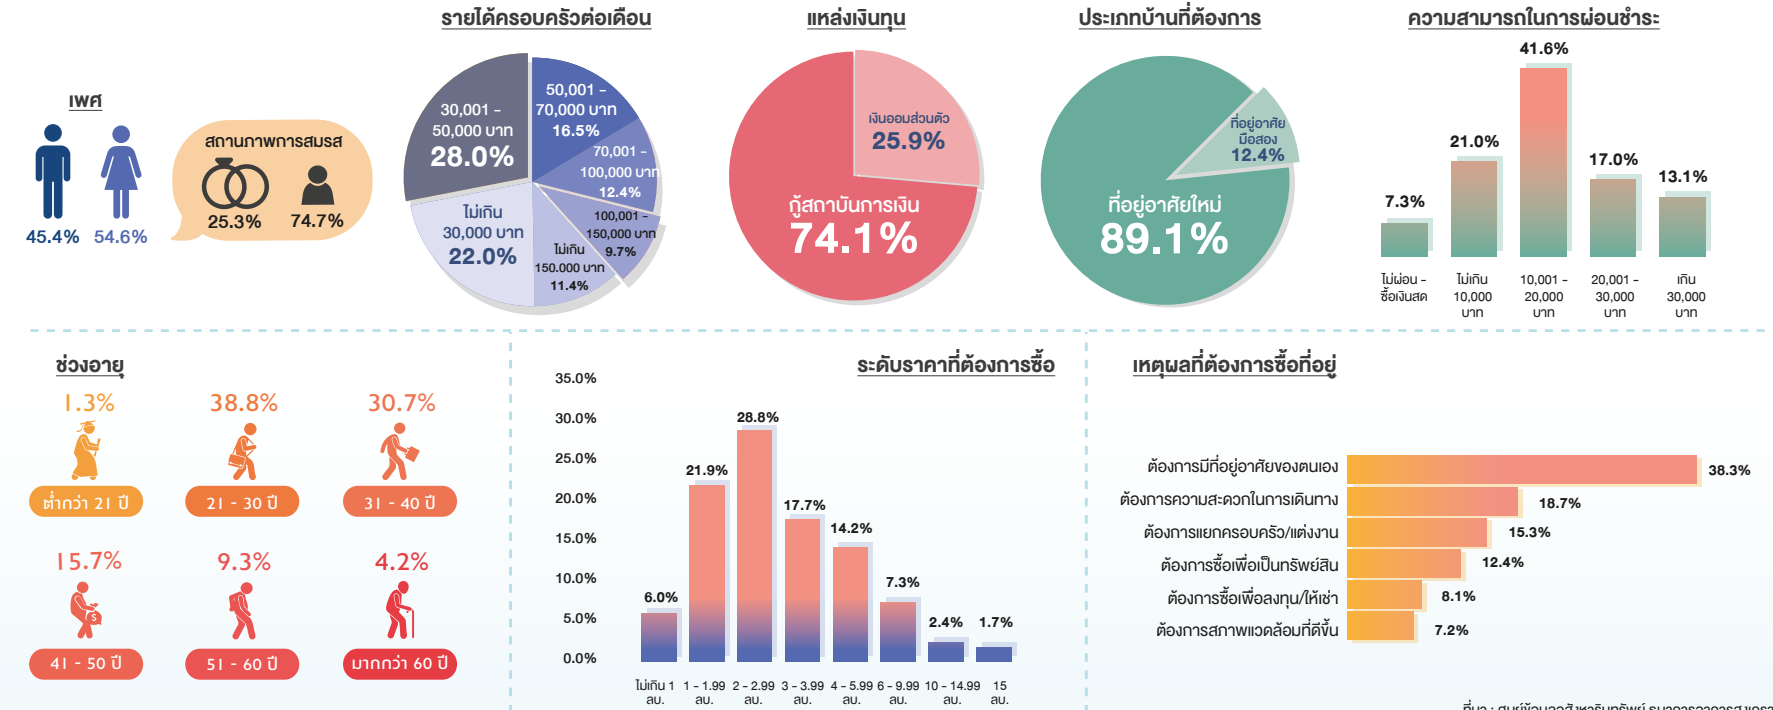 เพศ
45.4% 54.6%
สถานภาพการสมรส
25.3% 74.7%
รายได้ครอบครัวต่อเดือน
30,001 -
50,000 บาท
28.0%
50,001 -
70,000 บาท
16.5%
70,001 -
100,000 บาท
12.4%
100,001 -
150,000 บาท
9.7%
ไม่เกิน
150.000 บาท
11.4%
ไม่เกิน
30,000 บาท
22.0%
แหล่งเงินทุน
เงินออมส่วนตัว
25.9%
กู้สถาบันการเงิน
74.1%
ประเภทบ้านที่ต้องการ
ที่อยู่อาศัย
มือสอง
12.4%
ที่อยู่อาศัยใหม่
89.1%
ความสามารถในการผ่อนชำระ
7.3%
21.0%
41.6%
17.0%
13.1%
ไม่ผ่อน -
ซื้อเงินสด
ไม่เกิน
10,000
บาท
10,001 -
20,000
บาท
20,001 -
30,000
บาท
เกิน
30,000
บาท
ช่วงอายุ
1.3% 38.8% 30.7%
ต่ำกว่า 21 ปี 21 - 30 ปี 31 - 40 ปี
15.7% 9.3% 4.2%
41 - 50 ปี 51 - 60 ปี มากกว่า 60 ปี
ระดับราคาที่ต้องการซื้อ
35.0%
30.0%
25.0%
20.0%
15.0%
10.0%
5.0%
0.0%
6.0%
21.9%
28.8%
17.7%
14.2%
7.3%
2.4%
1.7%
ไม่เกิน 1 1 - 1.99 2 - 2.99 3 - 3.99 4 - 5.99 6 - 9.99 10 - 14.99 15
ลบ. ลบ. ลบ. ลบ. ลบ. ลบ. ลบ. ลบ.
เหตุผลที่ต้องการซื้อที่อยู่
ต้องการมีที่อยู่อาศัยของตนเอง 38.3%
ต้องการความสะดวกในการเดินทาง 18.7%
ต้องการแยกครอบครัว/แต่งงาน 15.3%
ต้องการซื้อเพื่อเป็นทรัพย์สิน 12.4%
ต้องการซื้อเพื่อลงทุน/ให้เช่า 8.1%
ต้องการสภาพแวดล้อมที่ดีขึ้น 7.2%